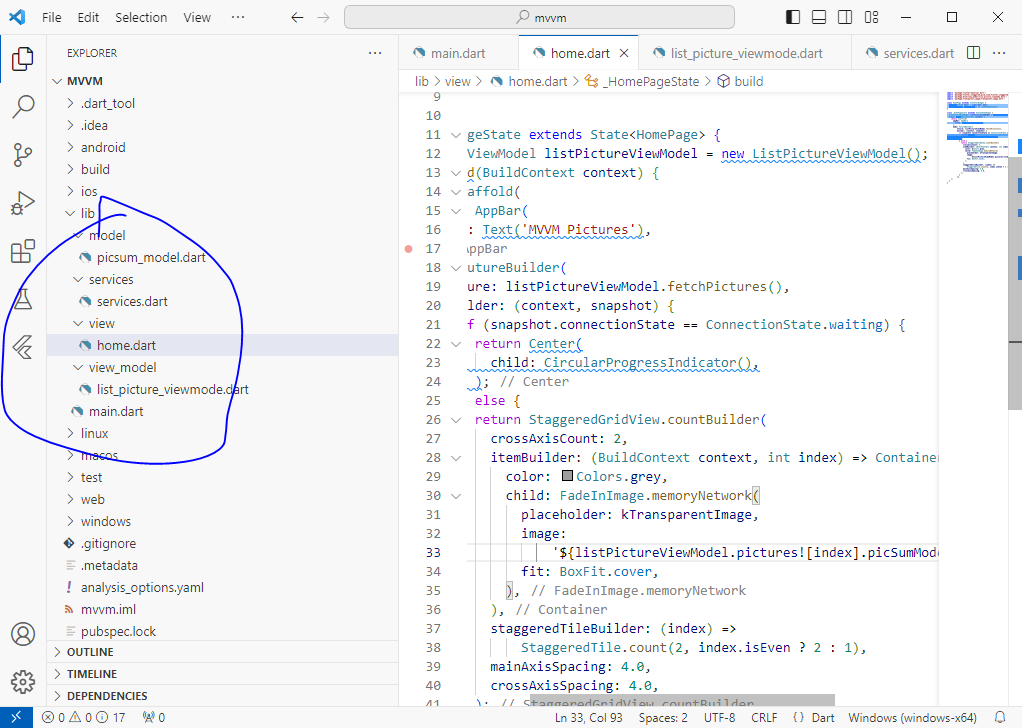 File Edit Selection View ··· mvvm
EXPLORER ···
MVVM
.dart_tool
.idea
android
build
ios
lib
model
picsum_model.dart
services
services.dart
view
home.dart
view_model
list_picture_viewmode.dart
main.dart
linux
macos
test
web
windows
.gitignore
.metadata
analysis_options.yaml
mvvm.iml
pubspec.lock
OUTLINE
TIMELINE
DEPENDENCIES
main.dart home.dart list_picture_viewmode.dart services.dart ···
lib > view > home.dart > _HomePageState > build
9
10
11 geState extends State<HomePage> {
12 ViewModel listPictureViewModel = new ListPictureViewModel();
13 d(BuildContext context) {
14 affold(
15 AppBar(
16 : Text('MVVM Pictures'),
17 AppBar
18 utureBuilder(
19 ure: listPictureViewModel.fetchPictures(),
20 lder: (context, snapshot) {
21 f (snapshot.connectionState == ConnectionState.waiting) {
22 return Center(
23 child: CircularProgressIndicator(),
24 ); // Center
25 else {
26 return StaggeredGridView.countBuilder(
27 crossAxisCount: 2,
28 itemBuilder: (BuildContext context, int index) => Container
29 color: Colors.grey,
30 child: FadeInImage.memoryNetwork(
31 placeholder: kTransparentImage,
32 image:
33 '${listPictureViewModel.pictures![index].picSumMode
34 fit: BoxFit.cover,
35 ), // FadeInImage.memoryNetwork
36 ), // Container
37 staggeredTileBuilder: (index) =>
38 StaggeredTile.count(2, index.isEven ? 2 : 1),
39 mainAxisSpacing: 4.0,
40 crossAxisSpacing: 4.0,
41 ); // StaggeredGridView.countBuilder
0 0 17 0 Ln 33, Col 93 Spaces: 2 UTF-8 CRLF {} Dart Windows (windows-x64)